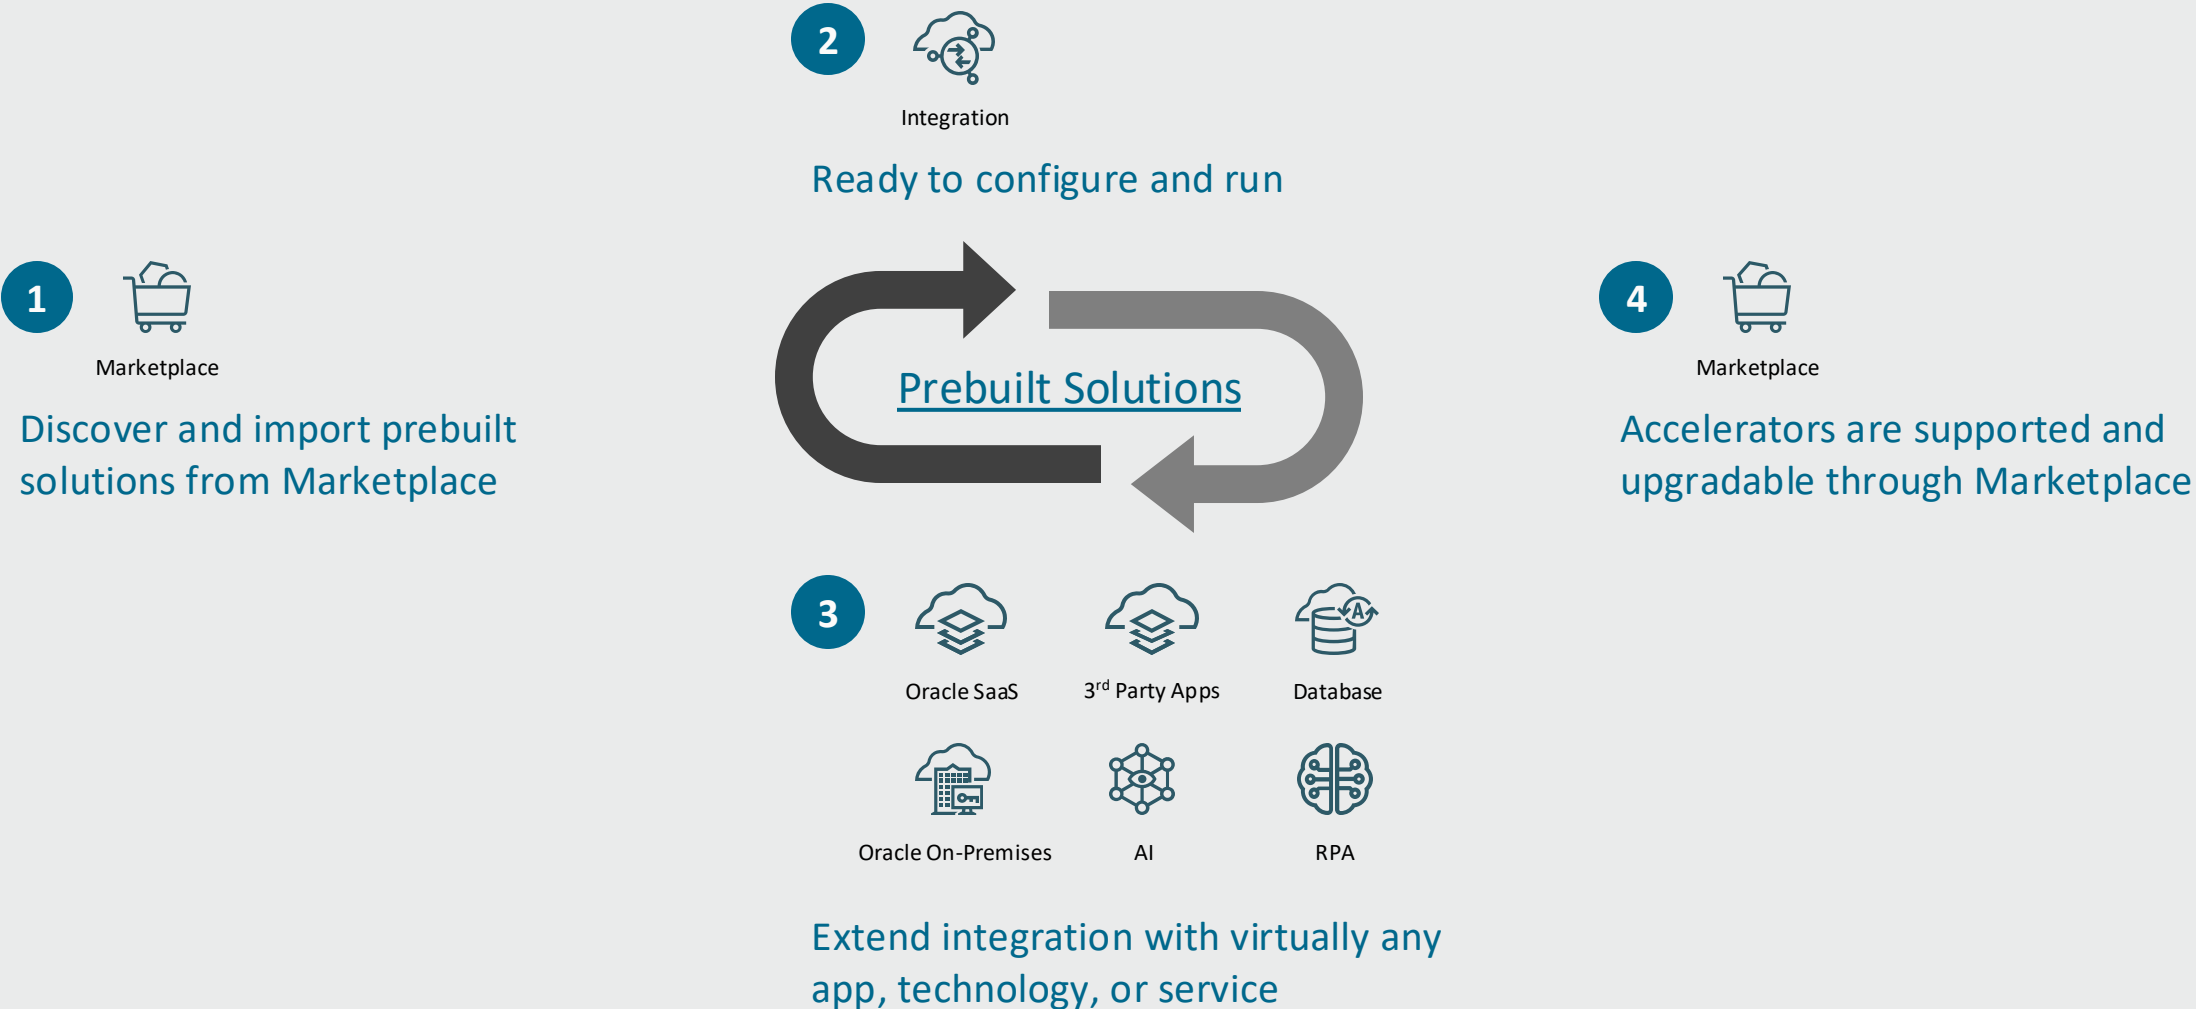 1
Marketplace
Discover and import prebuilt
solutions from Marketplace
2
Integration
Ready to configure and run
Prebuilt Solutions
3
Oracle SaaS
3rd Party Apps
Database
A
Oracle On-Premises
AI
RPA
Extend integration with virtually any
app, technology, or service
4
Marketplace
Accelerators are supported and
upgradable through Marketplace